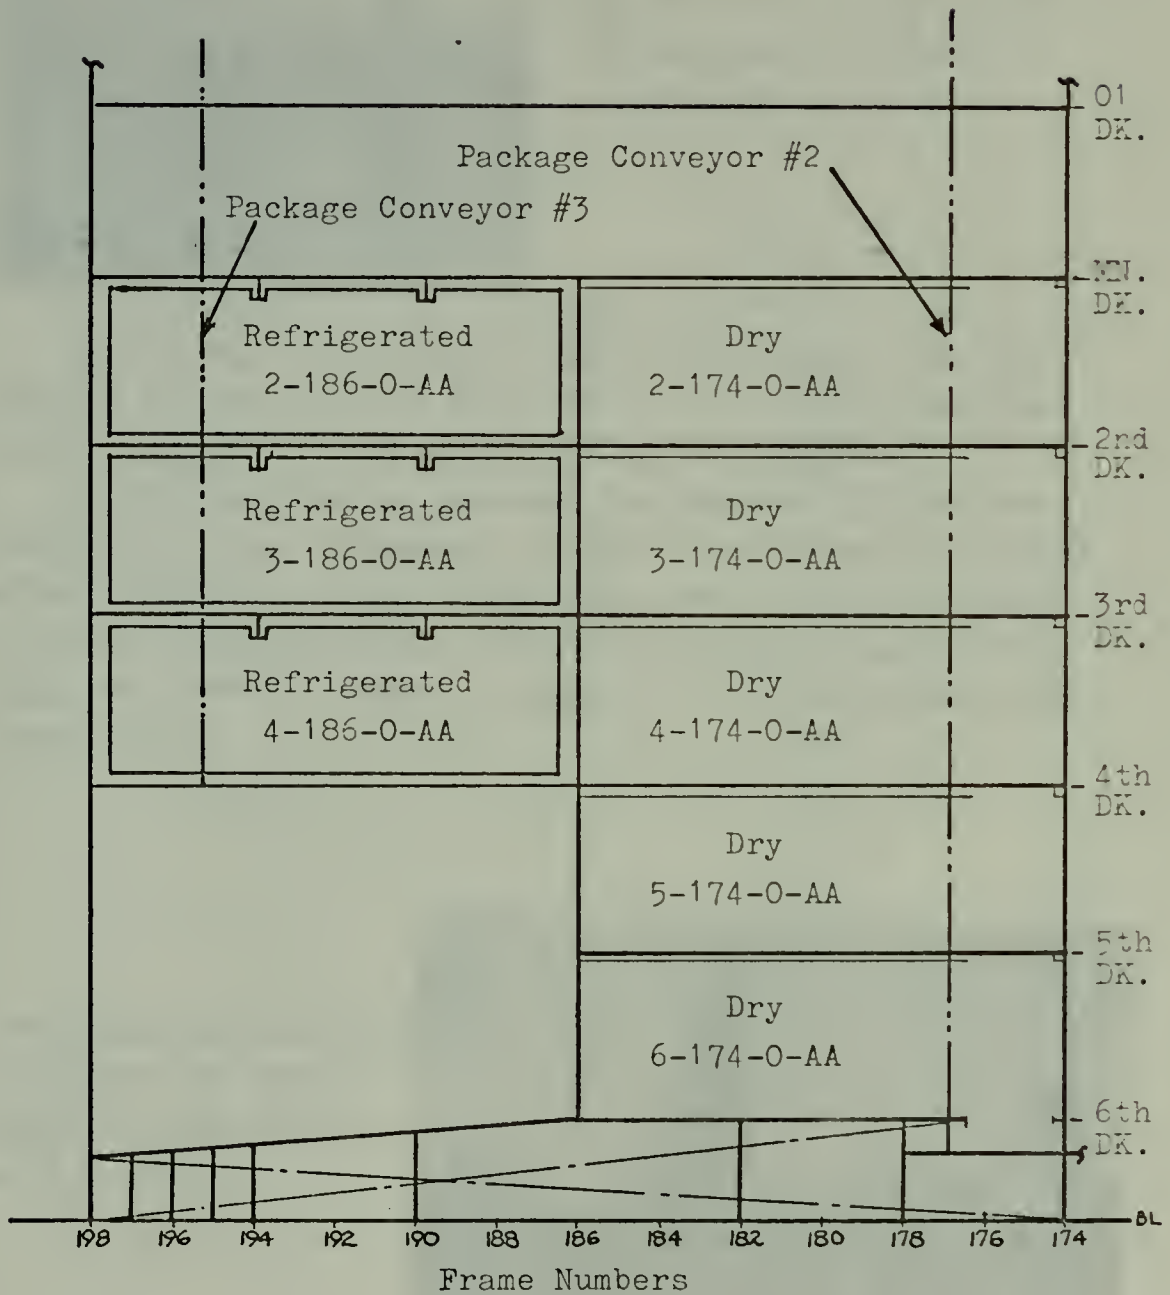 01
DK.
Package Conveyor #2
Package Conveyor #3
MN.
DK.
Refrigerated
2-186-0-AA
Dry
2-174-0-AA
2nd
DK.
Refrigerated
3-186-0-AA
Dry
3-174-0-AA
3rd
DK.
Refrigerated
4-186-0-AA
Dry
4-174-0-AA
4th
DK.
Dry
5-174-0-AA
5th
DK.
Dry
6-174-0-AA
6th
DK.
BL
198 196 194 192 190 188 186 184 182 180 178 176 174
Frame Numbers